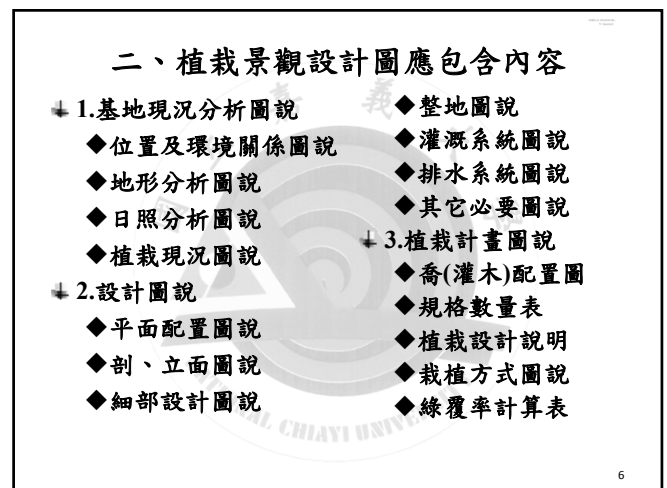 二、植栽景觀設計圖應包含內容
1.基地現況分析圖說
◆位置及環境關係圖說
◆地形分析圖說
◆日照分析圖說
◆植栽現況圖說
2.設計圖說
◆平面配置圖說
◆剖、立面圖說
◆細部設計圖說
◆整地圖說
◆灌溉系統圖說
◆排水系統圖說
◆其它必要圖說
3.植栽計畫圖說
◆喬(灌木)配置圖
◆規格數量表
◆植栽設計說明
◆栽植方式圖說
◆綠覆率計算表
CHIAYI
6